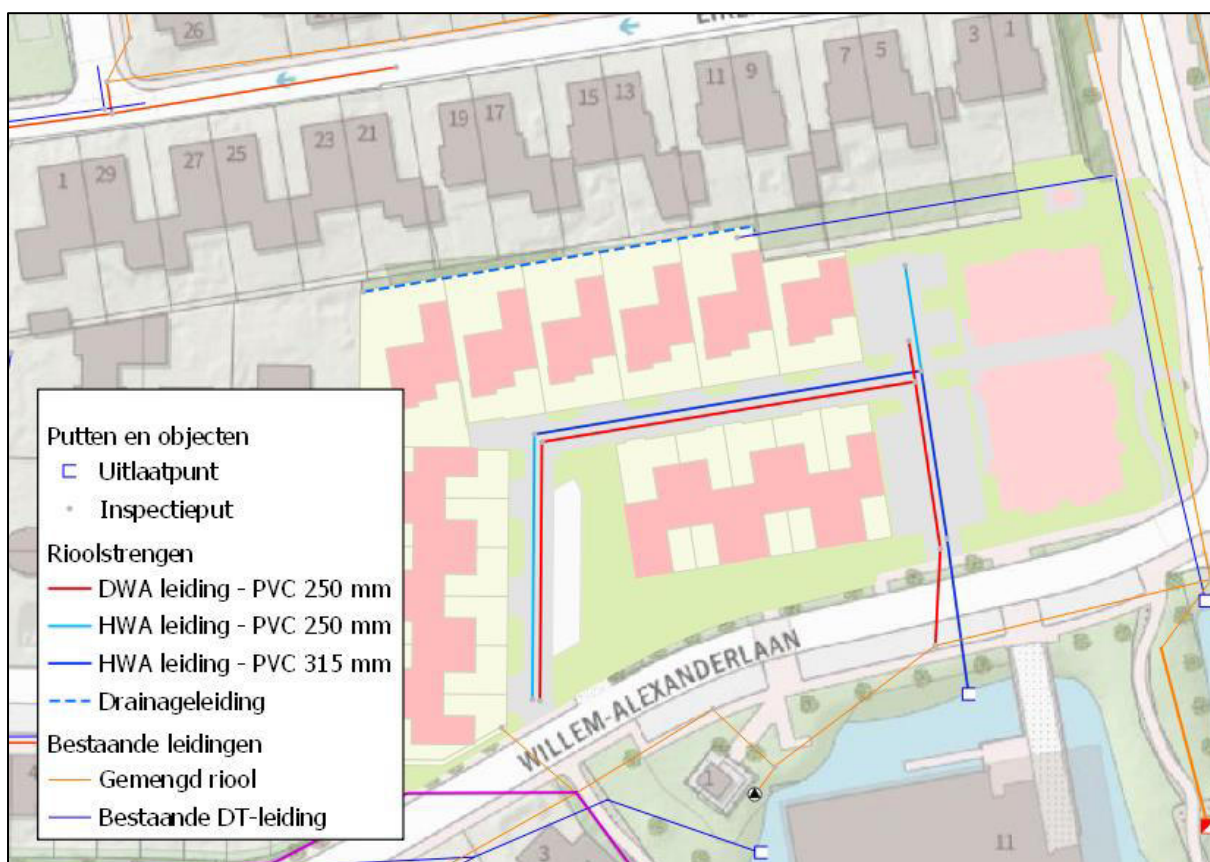 26
3
1
7
5
11
9
15
13
19
17
23
21
27
25
1
29
Putten en objecten
Uitlaatpunt
Inspectieput
Rioolstrengen
DWA leiding - PVC 250 mm
HWA leiding - PVC 250 mm
HWA leiding - PVC 315 mm
Drainageleiding
Bestaande leidingen
Gemengd riool
Bestaande DT-leiding
WILLEM-ALEXANDERLAAN
1
3
11